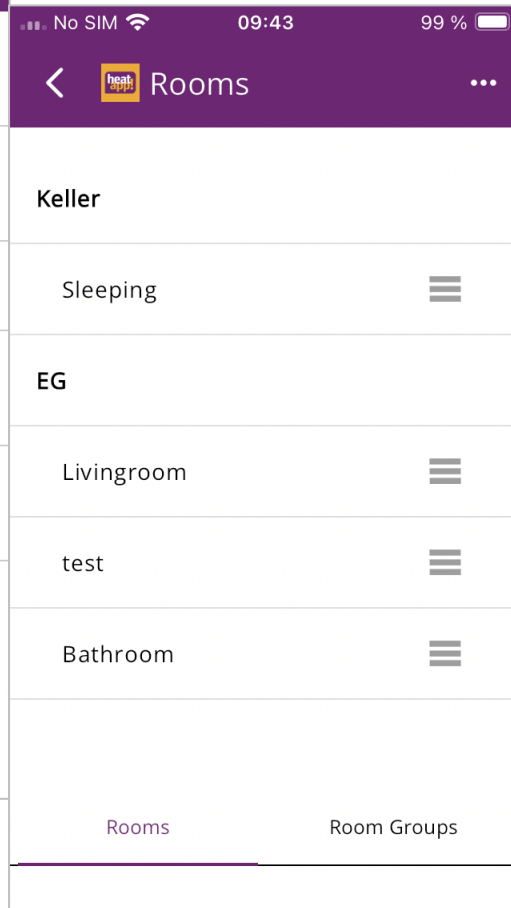 No SIM 09:43 99 %
heat app! Rooms
Keller
Sleeping
EG
Livingroom
test
Bathroom
Rooms Room Groups